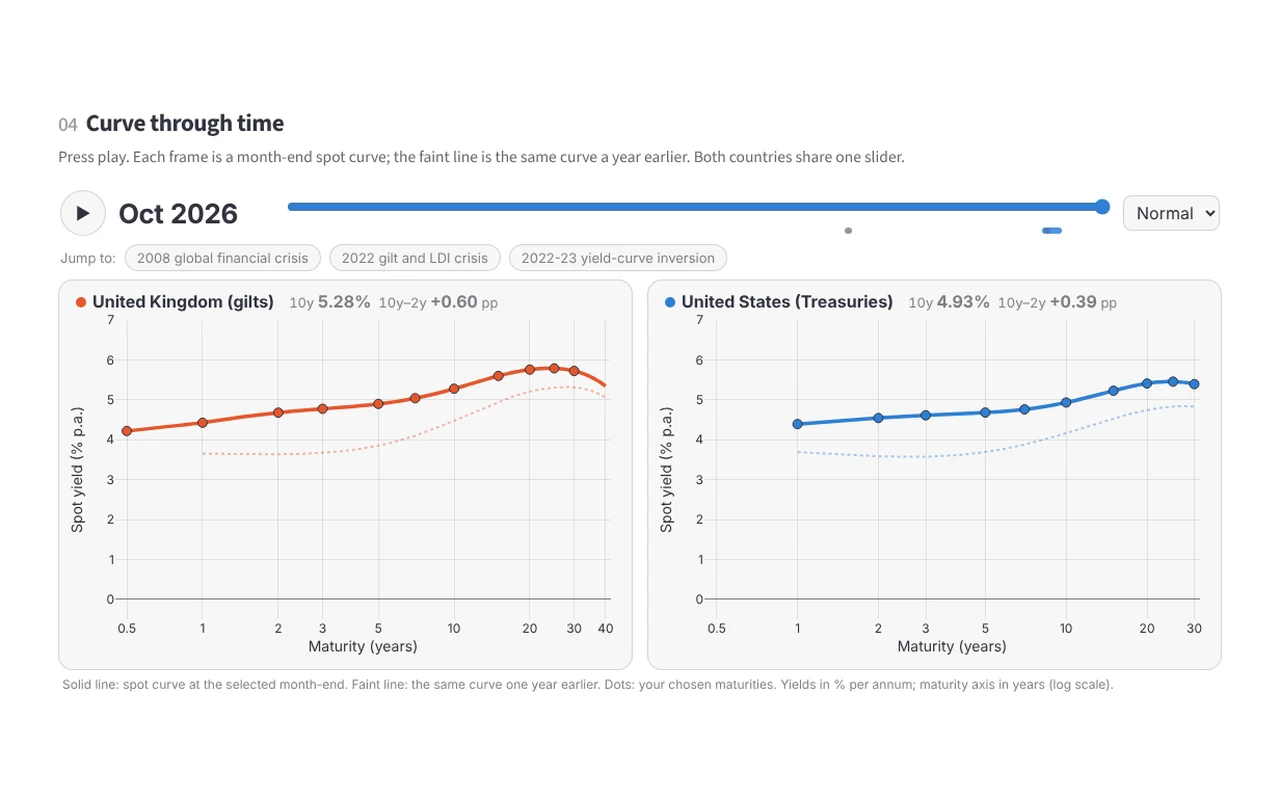 04 Curve through time
Press play. Each frame is a month-end spot curve; the faint line is the same curve a year earlier. Both countries share one slider.
Oct 2026
Normal
Jump to: 2008 global financial crisis 2022 gilt and LDI crisis 2022-23 yield-curve inversion
United Kingdom (gilts) 10y 5.28% 10y–2y +0.60 pp
7
6
5
4
3
2
1
0
Spot yield (% p.a.)
0.5 1 2 3 5 10 20 30 40
Maturity (years)
United States (Treasuries) 10y 4.93% 10y–2y +0.39 pp
7
6
5
4
3
2
1
0
Spot yield (% p.a.)
0.5 1 2 3 5 10 20 30
Maturity (years)
Solid line: spot curve at the selected month-end. Faint line: the same curve one year earlier. Dots: your chosen maturities. Yields in % per annum; maturity axis in years (log scale).